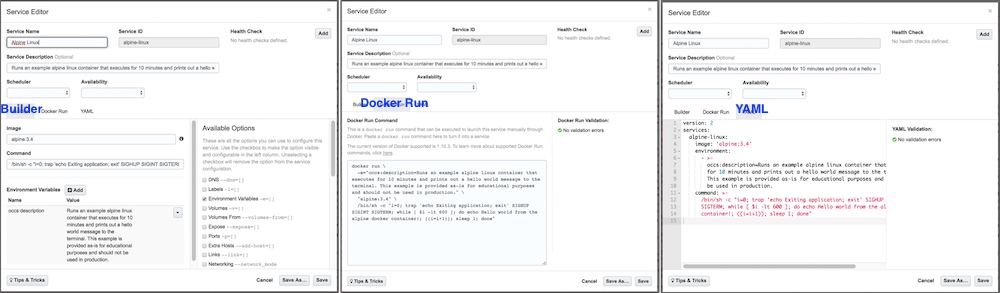 Service Editor
×
Service Name
Service ID
Health Check
Alpine Linux
alpine-linux
No health checks defined.
Add
Service Description Optional
Runs an example alpine linux container that executes for 10 minutes and prints out a hello w
Scheduler
Availability
Builder
Docker Run
YAML
Image
alpine:3.4
Command
/bin/sh -c "i=0; trap 'echo Exiting application; exit' SIGHUP SIGINT SIGTERM
Environment Variables
Add
Name
Value
occs:description
Runs an example alpine linux
container that executes for 10
minutes and prints out a hello
world message to the
terminal. This example is
provided as-is for educational
purposes and should not be
used in production.
Available Options
These are all the options you can use to configure this
service. Use the checkbox to make the option
visible and configurable in the left column. Unselecting a
checkbox will remove the option from the service
configuration.
DNS --dns=[]
Labels -l=[]
Environment Variables -e=[]
Volumes -v=[]
Volumes From --volumes-from=[]
Expose --expose=[]
Ports -p=[]
Extra Hosts --add-host=[]
Links --link=[]
Networking --network_mode
Tips & Tricks
Cancel
Save As...
Save
Service Editor
×
Service Name
Service ID
Health Check
Alpine Linux
alpine-linux
No health checks defined.
Add
Service Description Optional
Runs an example alpine linux container that executes for 10 minutes and prints out a hello w
Scheduler
Availability
Docker Run
Docker Run Command
This is a docker run command that can be executed to launch this service manually through
Docker. Paste a docker run command here to turn it into a service.
The current version of Docker supported is 1.10.3. To learn more about supported Docker Run
commands, click here.
docker run \
-e="occs:description=Runs an example alpine linux container that
executes for 10 minutes and prints out a hello world message to the
terminal. This example is provided as-is for educational purposes
and should not be used in production." \
"alpine:3.4" \
/bin/sh -c "i=0; trap 'echo Exiting application; exit' SIGHUP
SIGINT SIGTERM; while [ $i -lt 600 ]; do echo Hello world from the
alpine docker container!; ((i=i+1)); sleep 1; done"
Docker Run Validation:
No validation errors
Tips & Tricks
Cancel
Save As...
Save
Service Editor
×
Service Name
Service ID
Health Check
Alpine Linux
alpine-linux
No health checks defined.
Add
Service Description Optional
Runs an example alpine linux container that executes for 10 minutes and prints out a hello w
Scheduler
Availability
Builder
Docker Run
YAML
1 version: 2
2 services:
3 alpine-linux:
4 image: 'alpine:3.4'
5 environment:
6 - >-
7 occs:description=Runs an example alpine linux container that
8 for 10 minutes and prints out a hello world message to the
9 This example is provided as-is for educational purposes and
10 be used in production.
11 command: >-
12 /bin/sh -c "i=0; trap 'echo Exiting application; exit' SIGHUP
13 SIGTERM; while [ $i -lt 600 ]; do echo Hello world from the al
14 container!; ((i=i+1)); sleep 1; done"
15
YAML Validation:
No validation errors
Tips & Tricks
Cancel
Save As...
Save